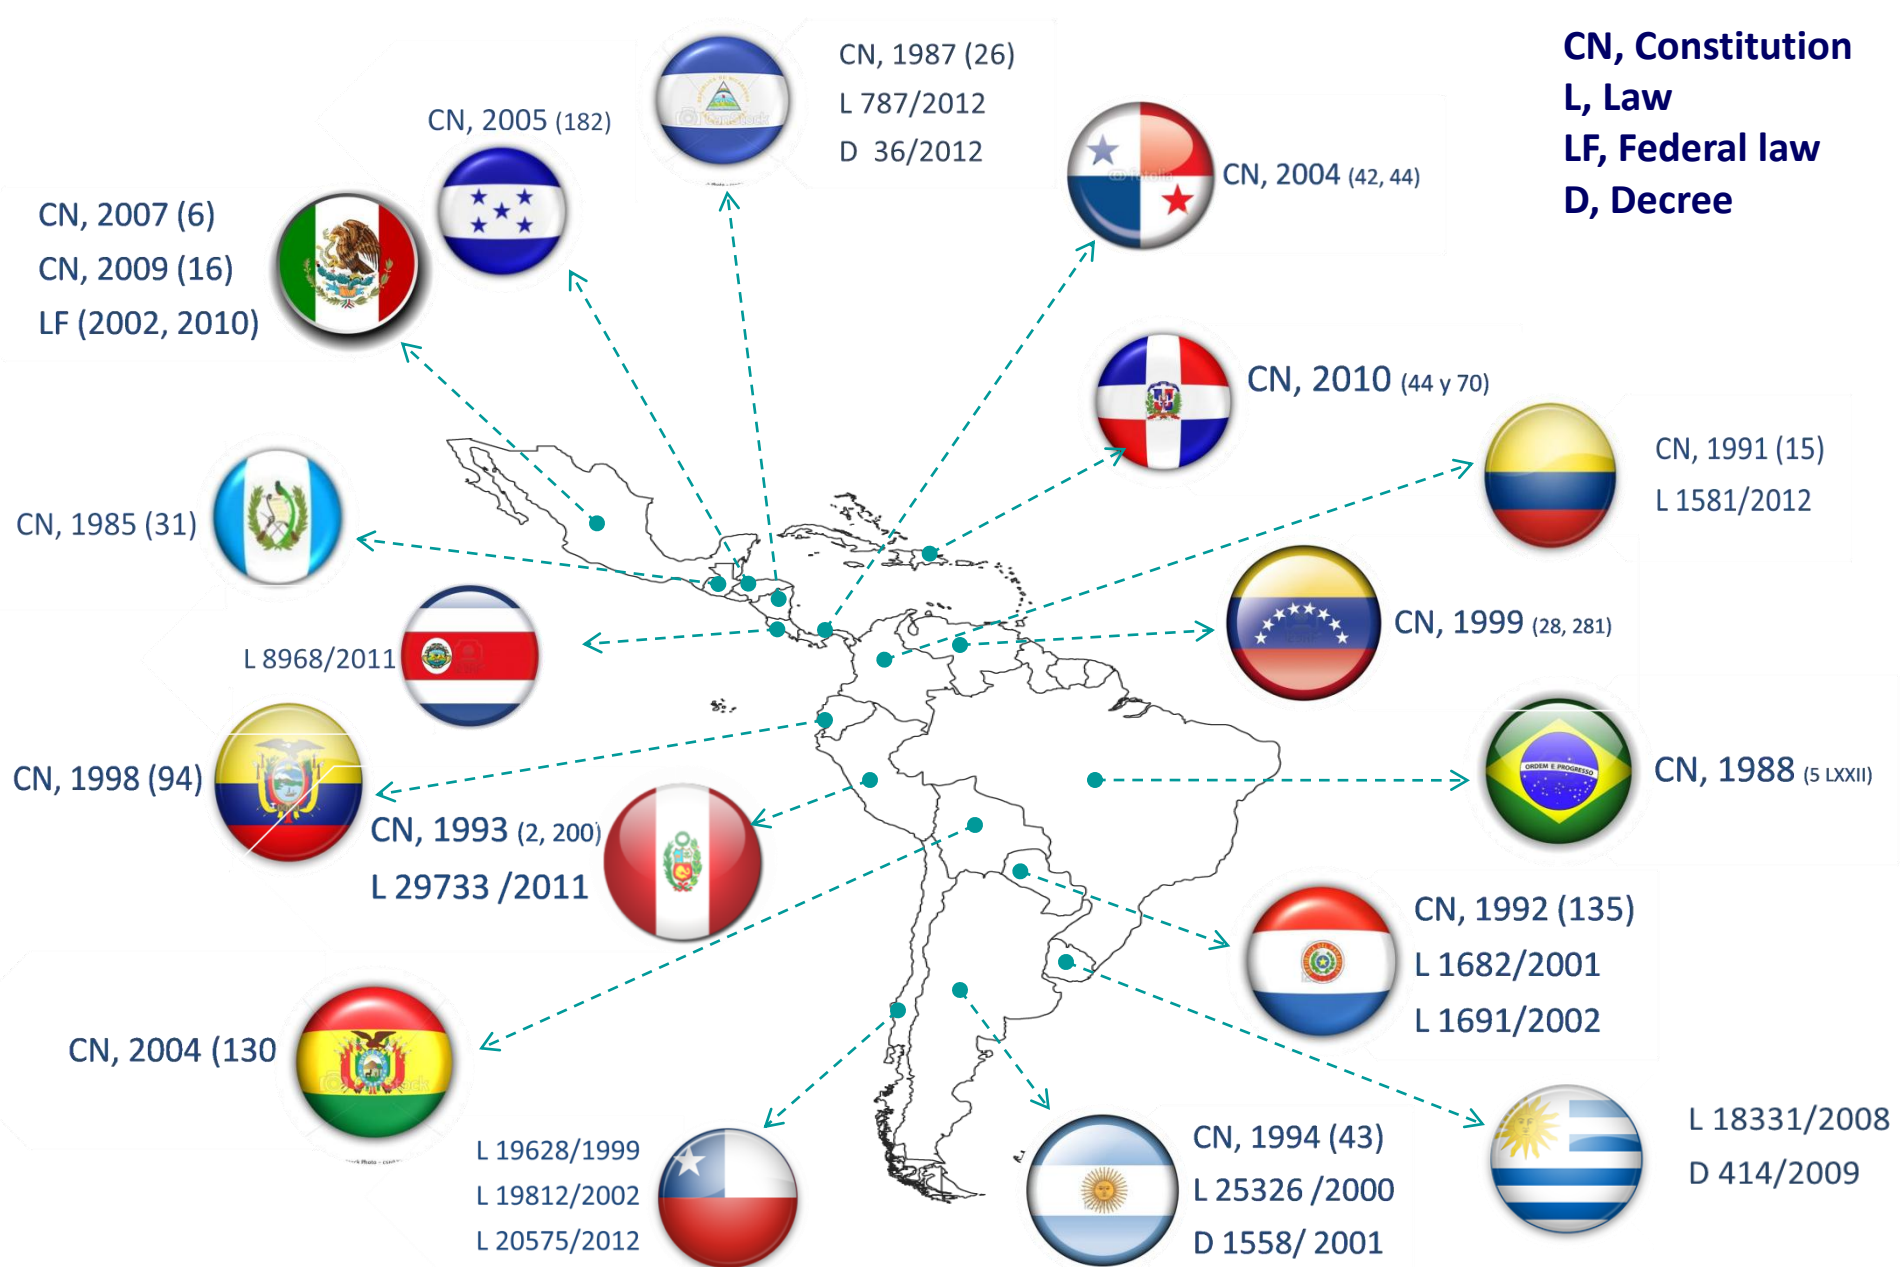 CN, Constitution
L, Law
LF, Federal law
D, Decree
CN, 1987 (26)
L 787/2012
D 36/2012
CN, 2005 (182)
CN, 2004 (42, 44)
CN, 2007 (6)
CN, 2009 (16)
LF (2002, 2010)
CN, 2010 (44 y 70)
CN, 1991 (15)
L 1581/2012
CN, 1985 (31)
CN, 1999 (28, 281)
L 8968/2011
CN, 1998 (94)
CN, 1988 (5 LXXII)
ORDEM E PROGRESSO
CN, 1993 (2, 200)
L 29733 /2011
CN, 1992 (135)
L 1682/2001
L 1691/2002
CN, 2004 (130
L 19628/1999
L 19812/2002
L 20575/2012
CN, 1994 (43)
L 25326 /2000
D 1558/ 2001
L 18331/2008
D 414/2009